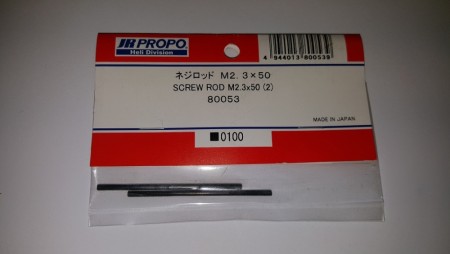 JR PROPO
Heli Division
4 944013 800539
ネジロッド M2.3×50
SCREW ROD M2.3x50 (2)
80053
MADE IN JAPAN
■0100